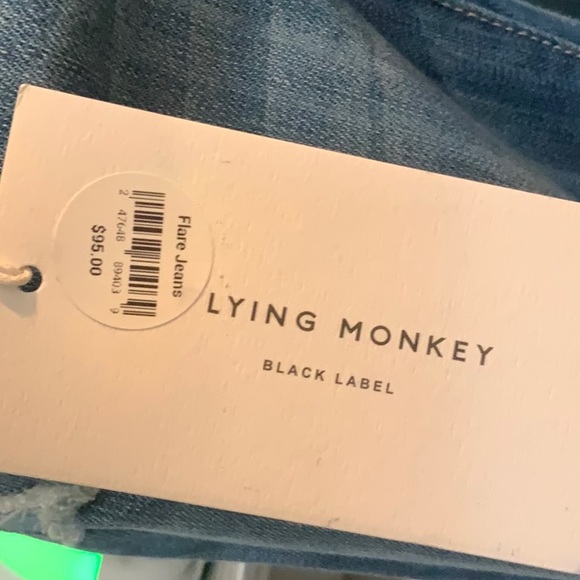 Flare Jeans
2 47648 89403 9
$95.00
LYING MONKEY
BLACK LABEL